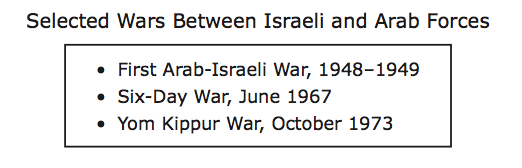 Selected Wars Between Israeli and Arab Forces
• First Arab-Israeli War, 1948–1949
• Six-Day War, June 1967
• Yom Kippur War, October 1973